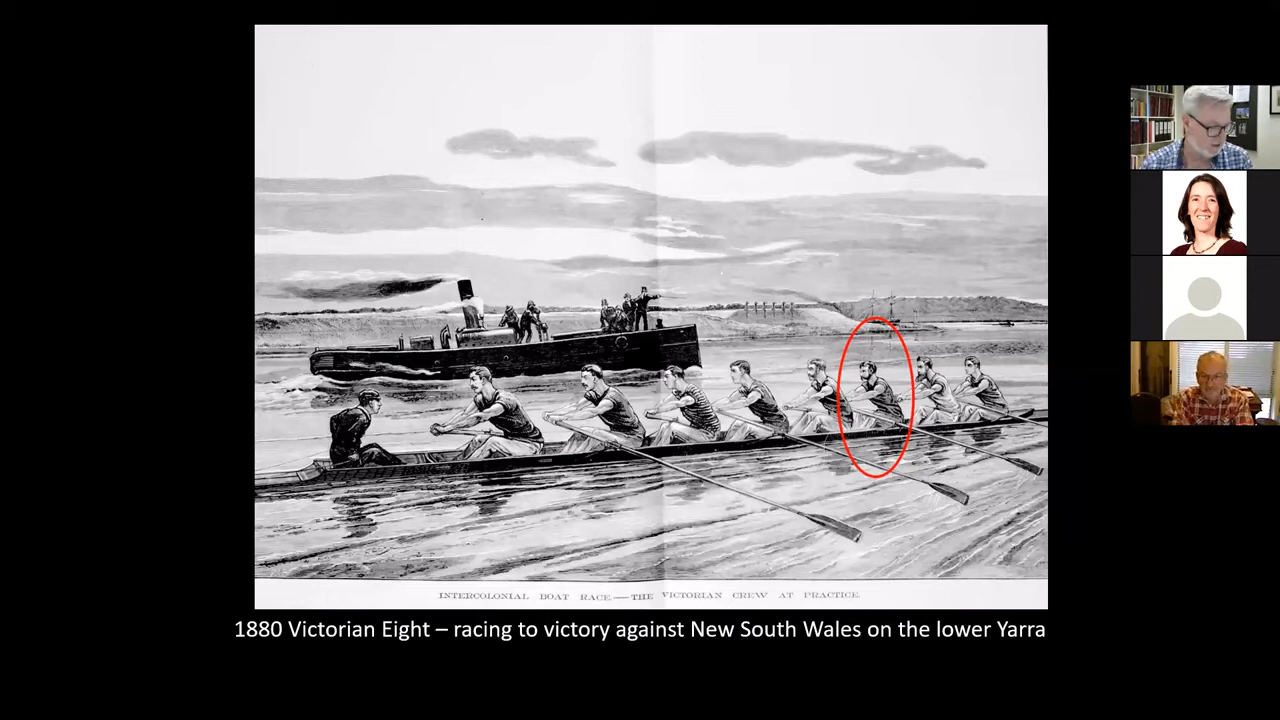 INTERCOLONIAL BOAT RACE — THE VICTORIAN CREW AT PRACTICE.
1880 Victorian Eight – racing to victory against New South Wales on the lower Yarra